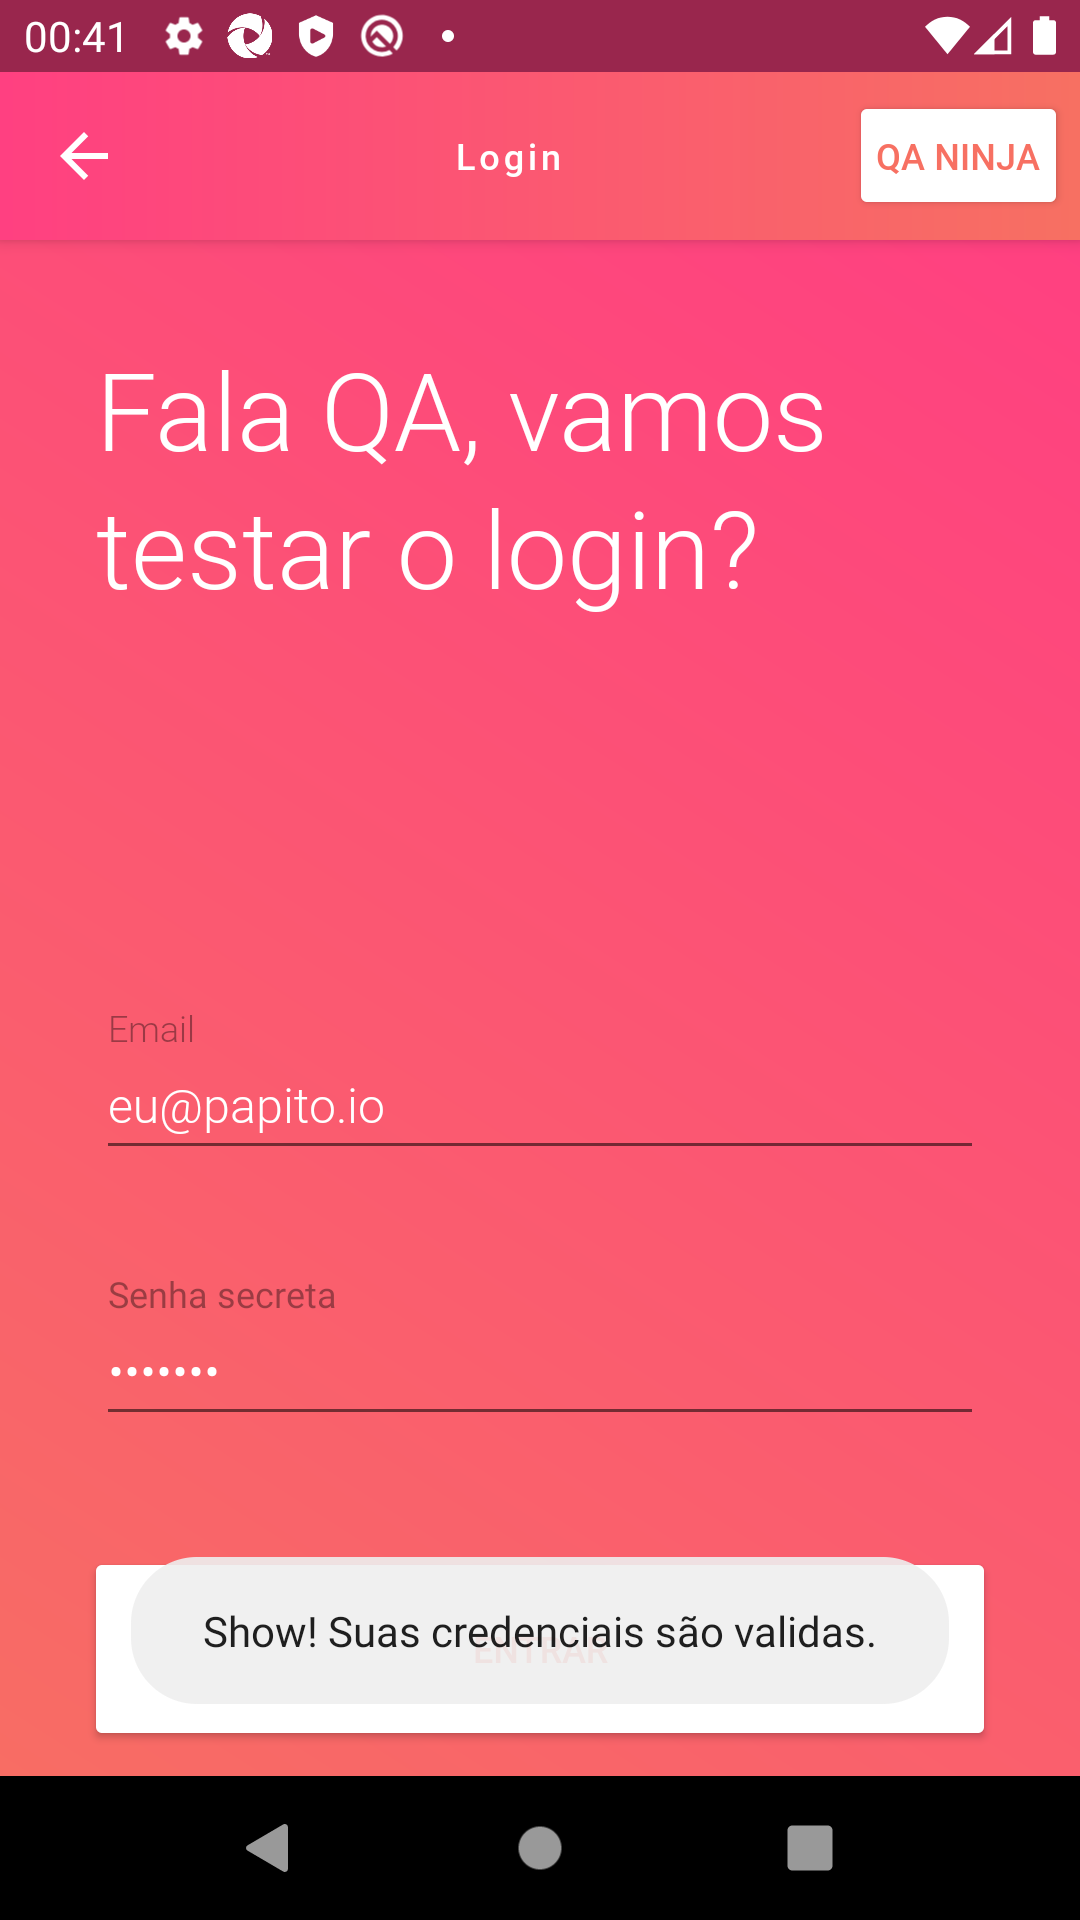 00:41
Login
QA NINJA
Fala QA, vamos
testar o login?
Email
eu@papito.io
Senha secreta
•••••••
Show! Suas credenciais são validas.
ENTRAR